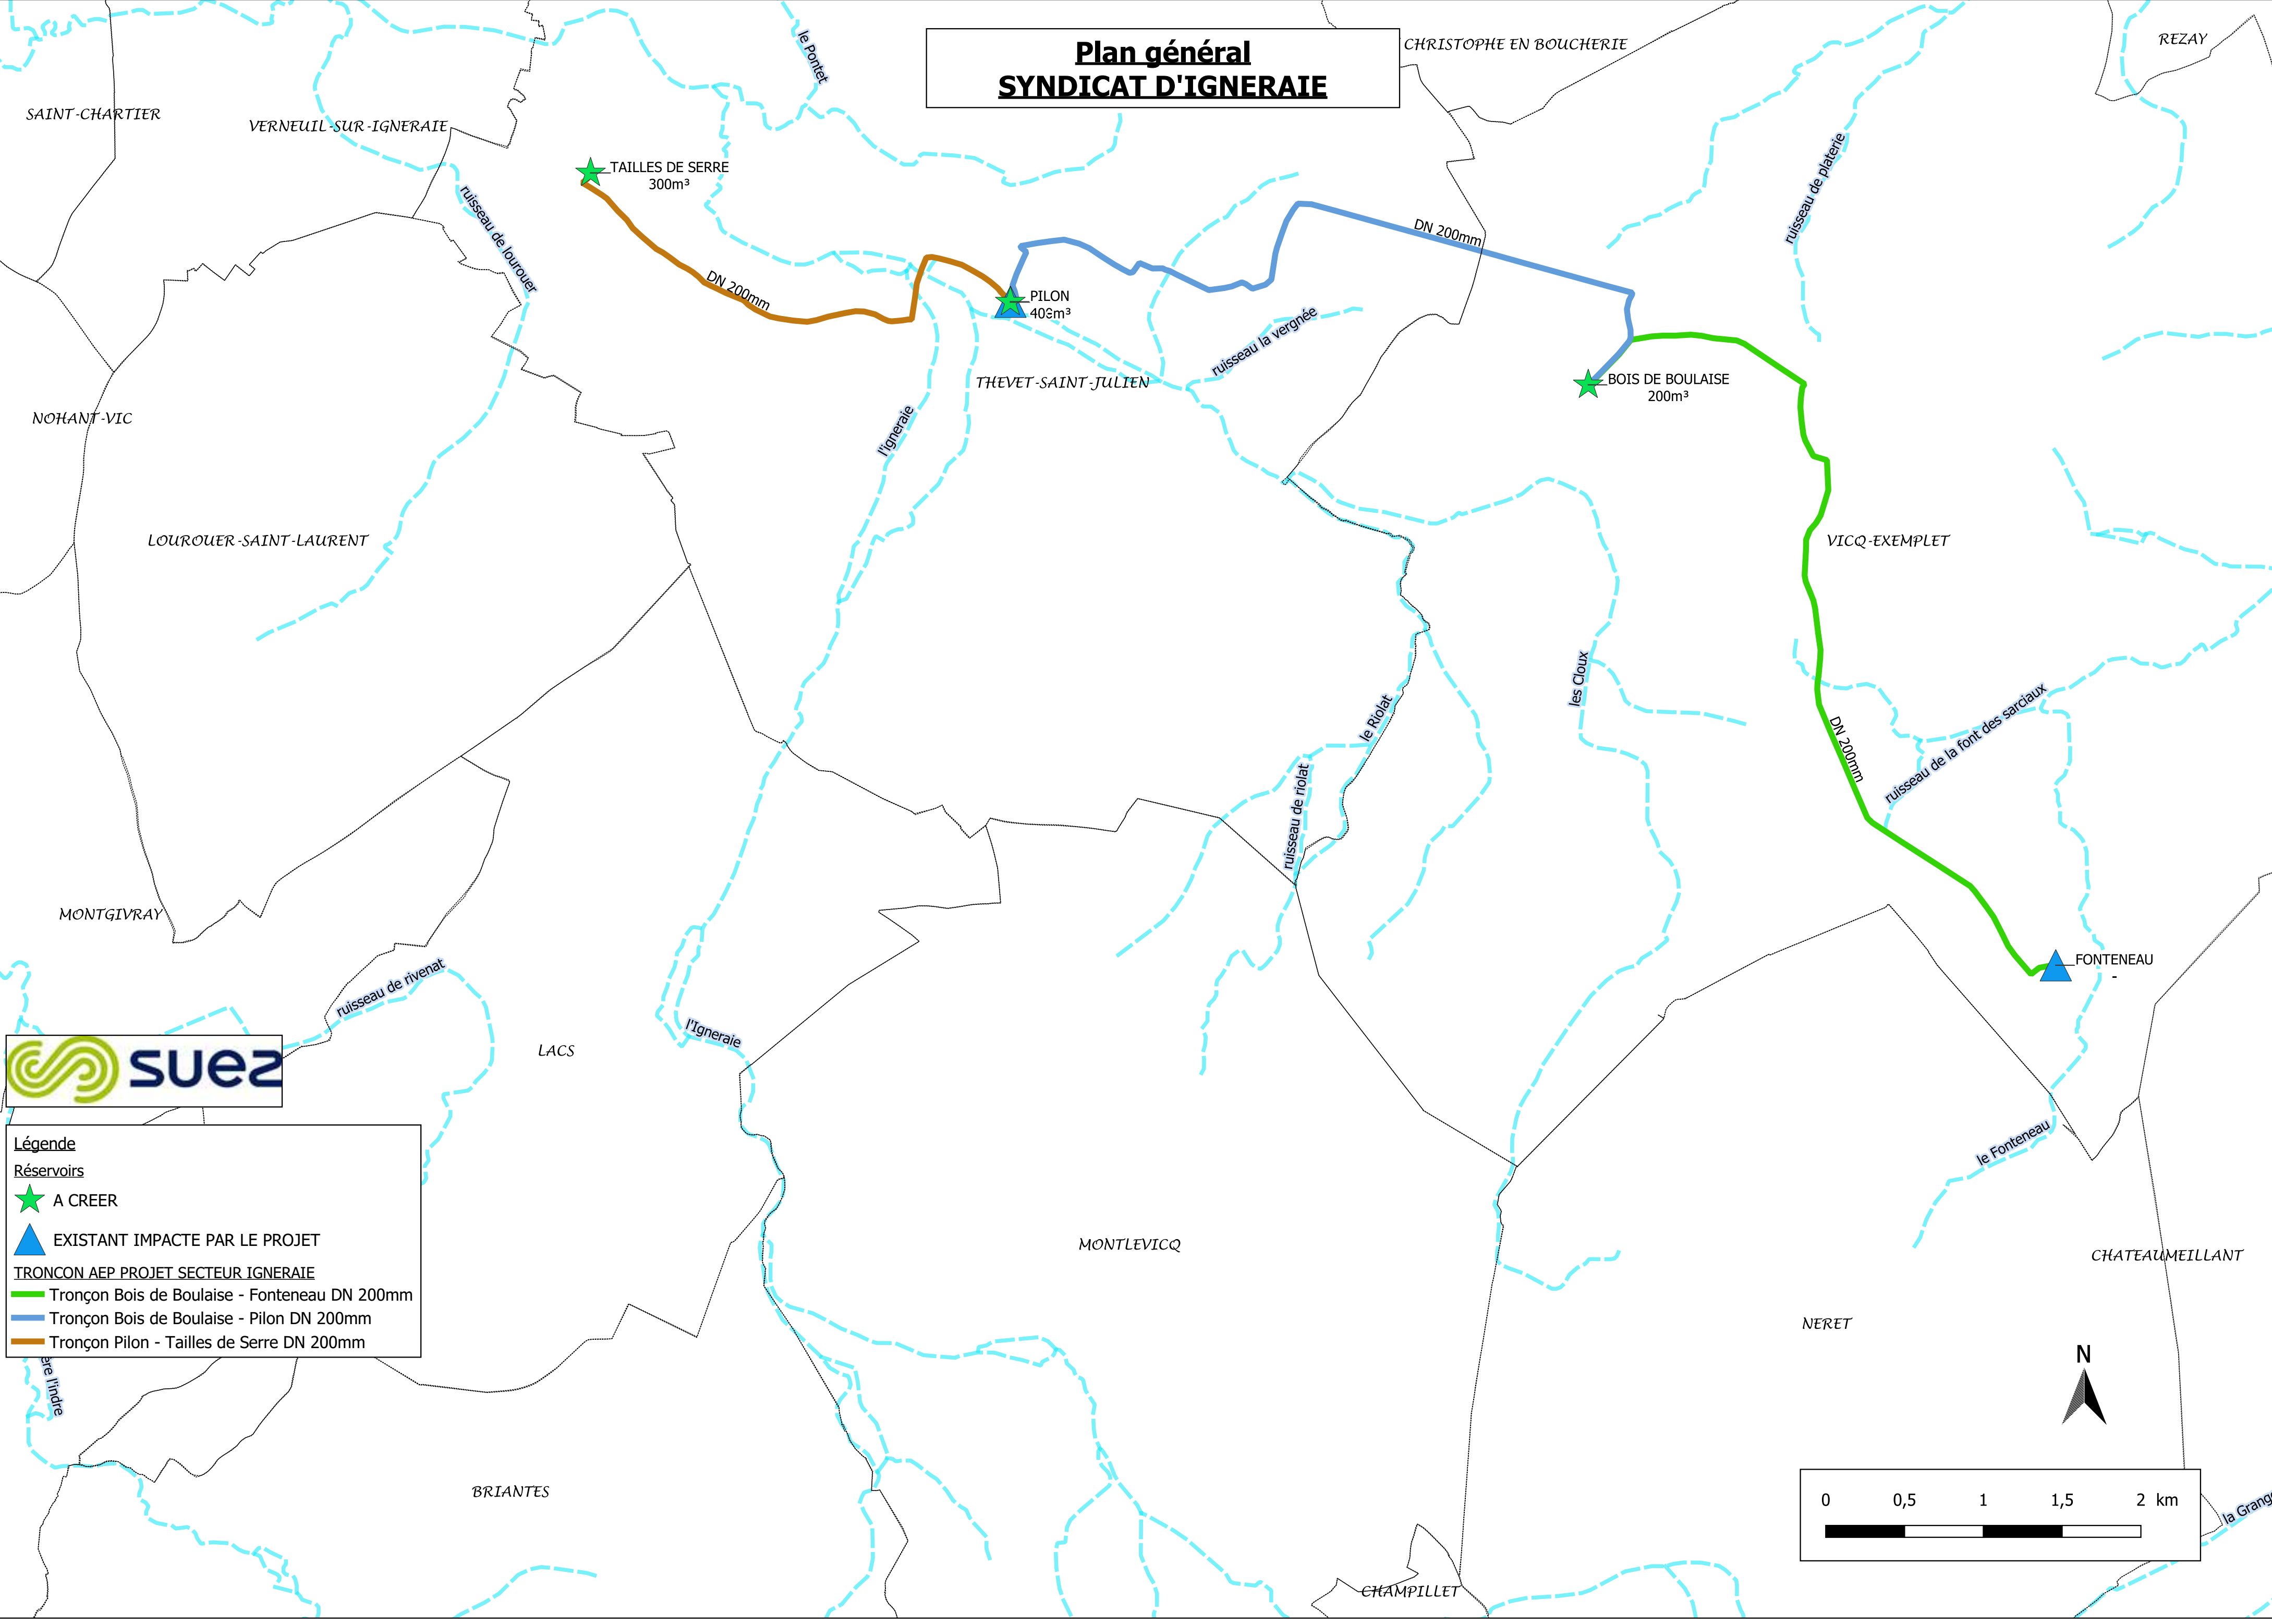 Plan général
SYNDICAT D'IGNERAIE
CHRISTOPHE EN BOUCHERIE
REZAY
le Pontet
SAINT-CHARTIER
VERNEUIL-SUR-IGNERAIE
ruisseau de platerie
TAILLES DE SERRE
300m³
ruisseau de lourouer
DN 200mm
DN 200mm
PILON
ruisseau la vergnée
THEVET-SAINT-JULIEN
BOIS DE BOULAISE
200m³
NOHANT-VIC
l'igneraie
LOUROUER-SAINT-LAURENT
VICQ-EXEMPLET
les Cloux
le Riolat
ruisseau de la font des sarciaux
DN 200mm
ruisseau de riolat
MONTGIVRAY
FONTENEAU
-
ruisseau de rivenat
l'Igneraie
LACS
suez
le Fonteneau
Légende
Réservoirs
A CREER
EXISTANT IMPACTE PAR LE PROJET
TRONCON AEP PROJET SECTEUR IGNERAIE
Tronçon Bois de Boulaise - Fonteneau DN 200mm
Tronçon Bois de Boulaise - Pilon DN 200mm
Tronçon Pilon - Tailles de Serre DN 200mm
MONTLEVICQ
CHATEAUMEILLANT
NERET
N
l'indre
BRIANTES
0 0,5 1 1,5 2 km
la Grange
CHAMPILLET